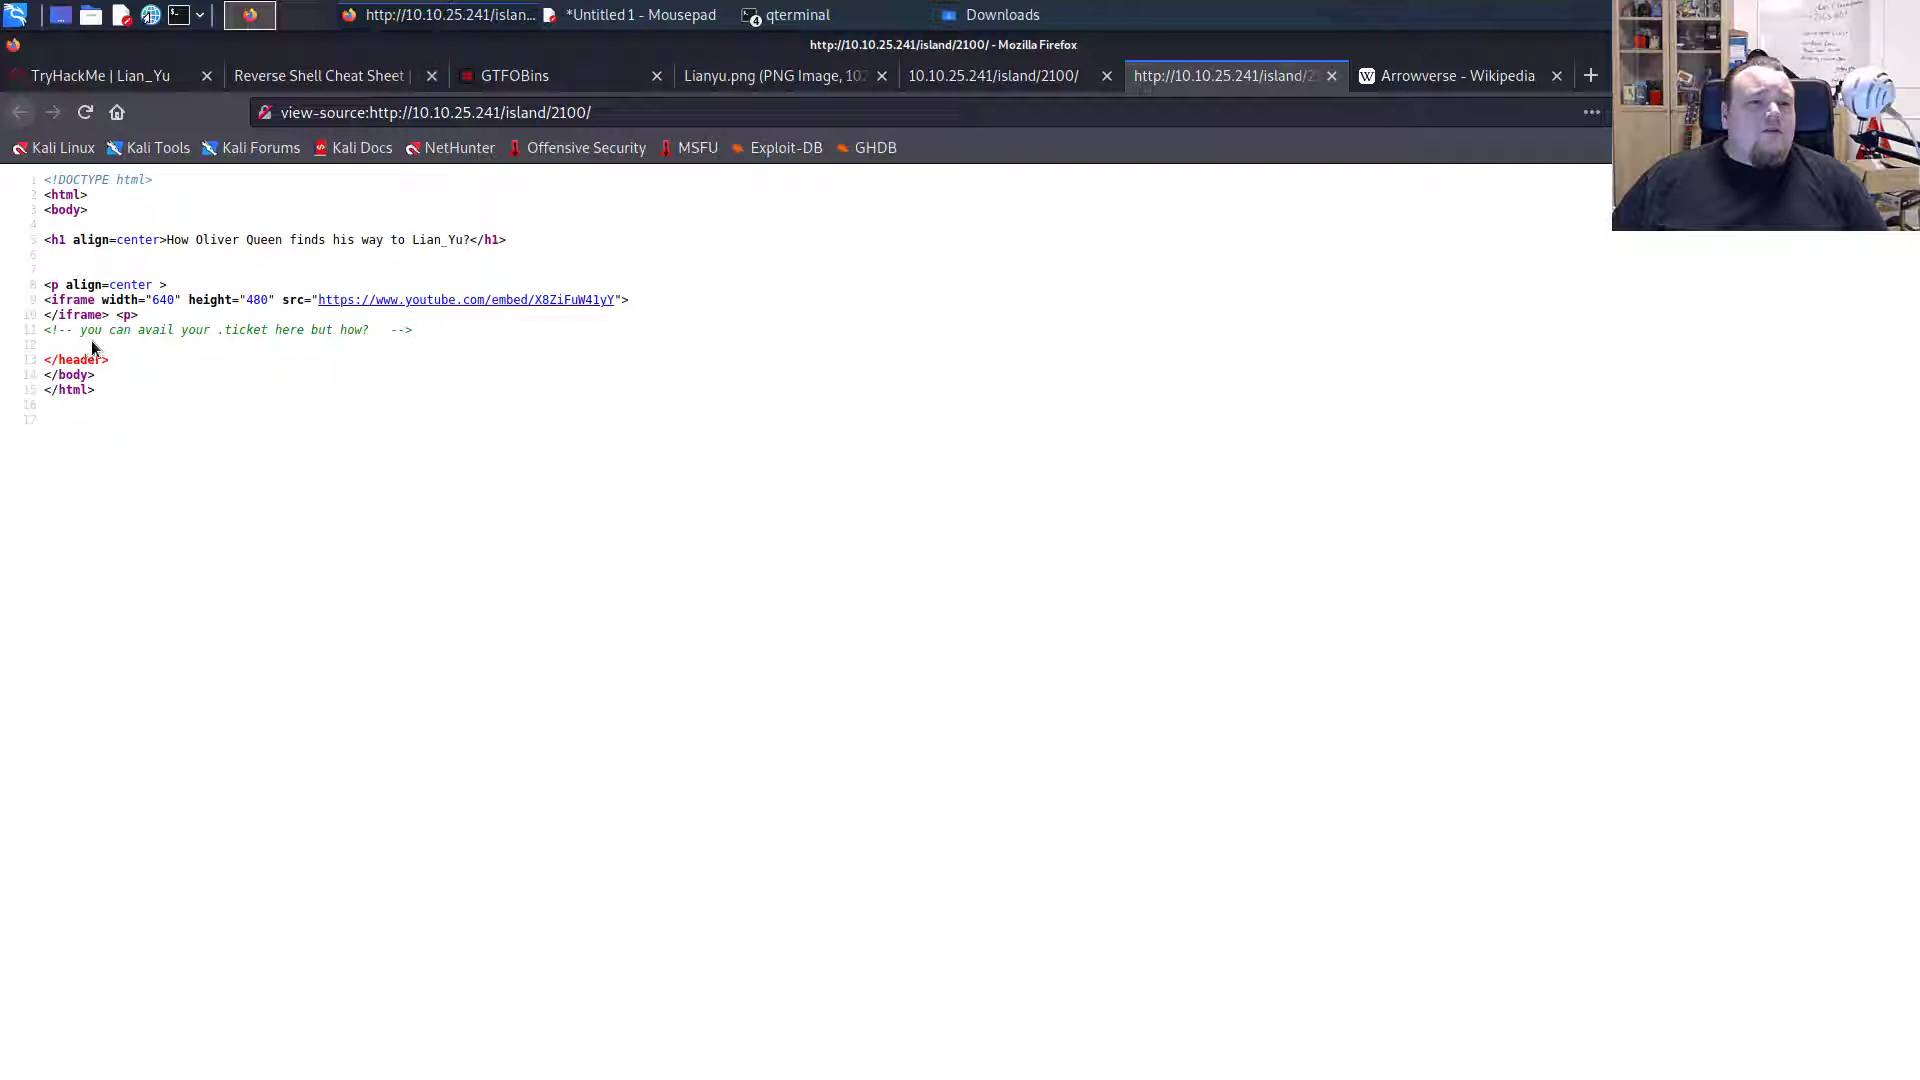 http://10.10.25.241/islan...
*Untitled 1 - Mousepad
4
qterminal
Downloads
http://10.10.25.241/island/2100/ - Mozilla Firefox
TryHackMe | Lian_Yu
Reverse Shell Cheat Sheet |
GTFOBins
Lianyu.png (PNG Image, 102
10.10.25.241/island/2100/
http://10.10.25.241/island/2
W Arrowverse - Wikipedia
view-source:http://10.10.25.241/island/2100/
Kali Linux
Kali Tools
Kali Forums
Kali Docs
NetHunter
Offensive Security
MSFU
Exploit-DB
GHDB
1 <!DOCTYPE html>
2 <html>
3 <body>
4
5 <h1 align=center>How Oliver Queen finds his way to Lian_Yu?</h1>
6
7
8 <p align=center >
9 <iframe width="640" height="480" src="https://www.youtube.com/embed/X8ZiFuW41yY">
10 </iframe> <p>
11 <!-- you can avail your .ticket here but how?   -->
12
13 </header>
14 </body>
15 </html>
16
17